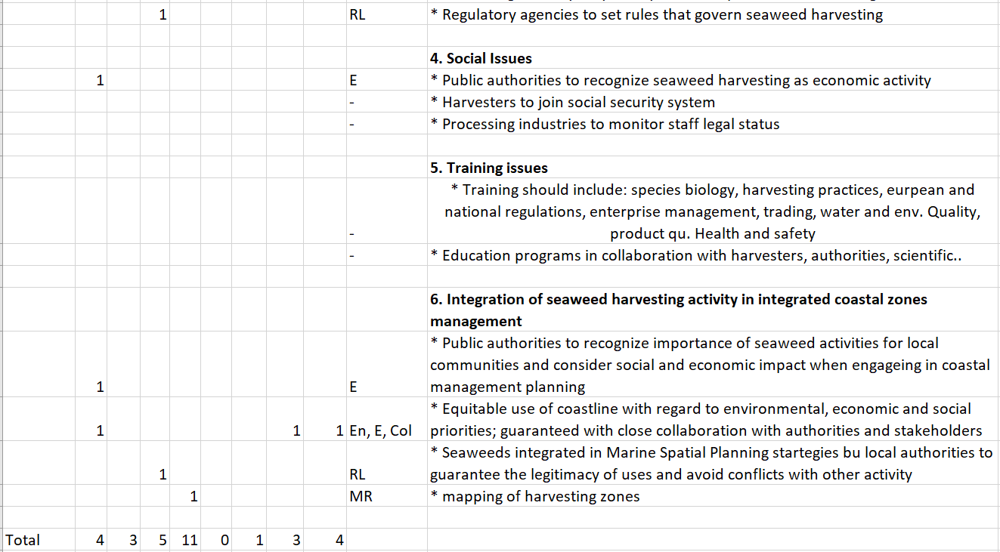 1 RL * Regulatory agencies to set rules that govern seaweed harvesting
4. Social Issues
1 E * Public authorities to recognize seaweed harvesting as economic activity
- * Harvesters to join social security system
- * Processing industries to monitor staff legal status
5. Training issues
* Training should include: species biology, harvesting practices, eurpean and
national regulations, enterprise management, trading, water and env. Quality,
- product qu. Health and safety
- * Education programs in collaboration with harvesters, authorities, scientific..
6. Integration of seaweed harvesting activity in integrated coastal zones
management
* Public authorities to recognize importance of seaweed activities for local
communities and consider social and economic impact when engageing in coastal
1 E management planning
* Equitable use of coastline with regard to environmental, economic and social
1 1 1 En, E, Col priorities; guaranteed with close collaboration with authorities and stakeholders
* Seaweeds integrated in Marine Spatial Planning startegies bu local authorities to
1 RL guarantee the legitimacy of uses and avoid conflicts with other activity
1 MR * mapping of harvesting zones
Total 4 3 5 11 0 1 3 4